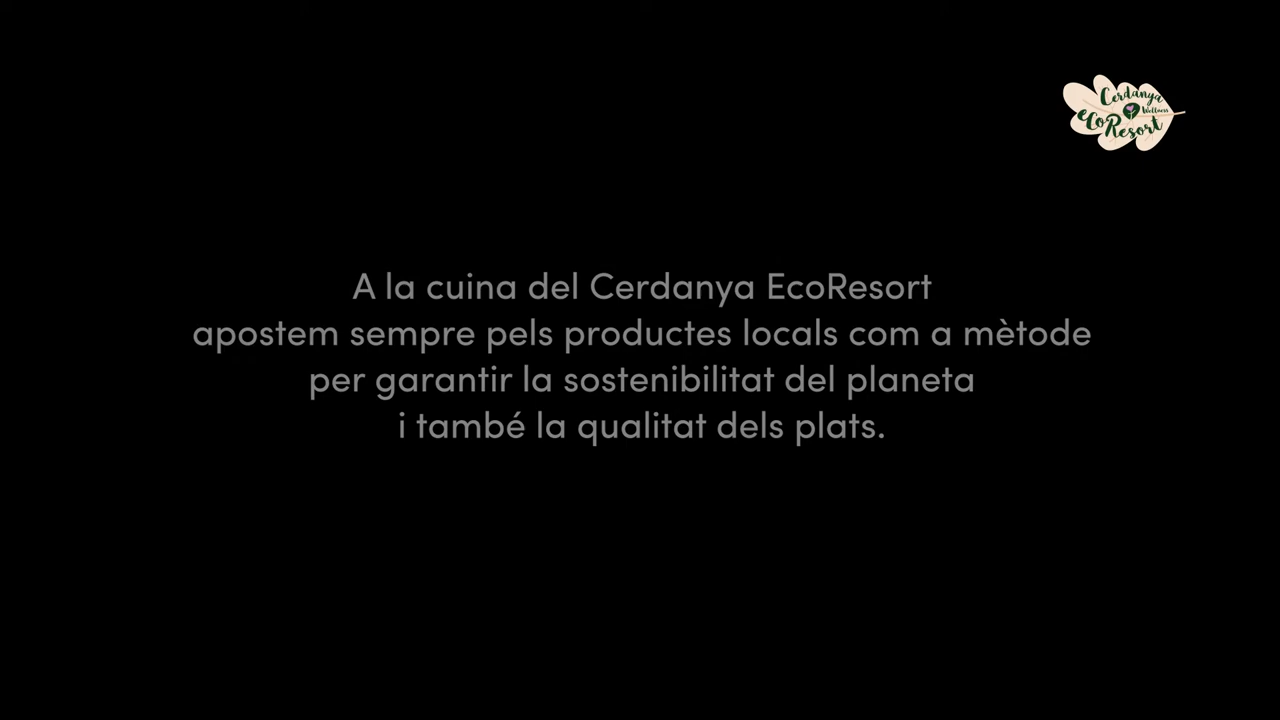 Cerdanya
Wellness
ecoResort
A la cuina del Cerdanya EcoResort
apostem sempre pels productes locals com a mètode
per garantir la sostenibilitat del planeta
i també la qualitat dels plats.